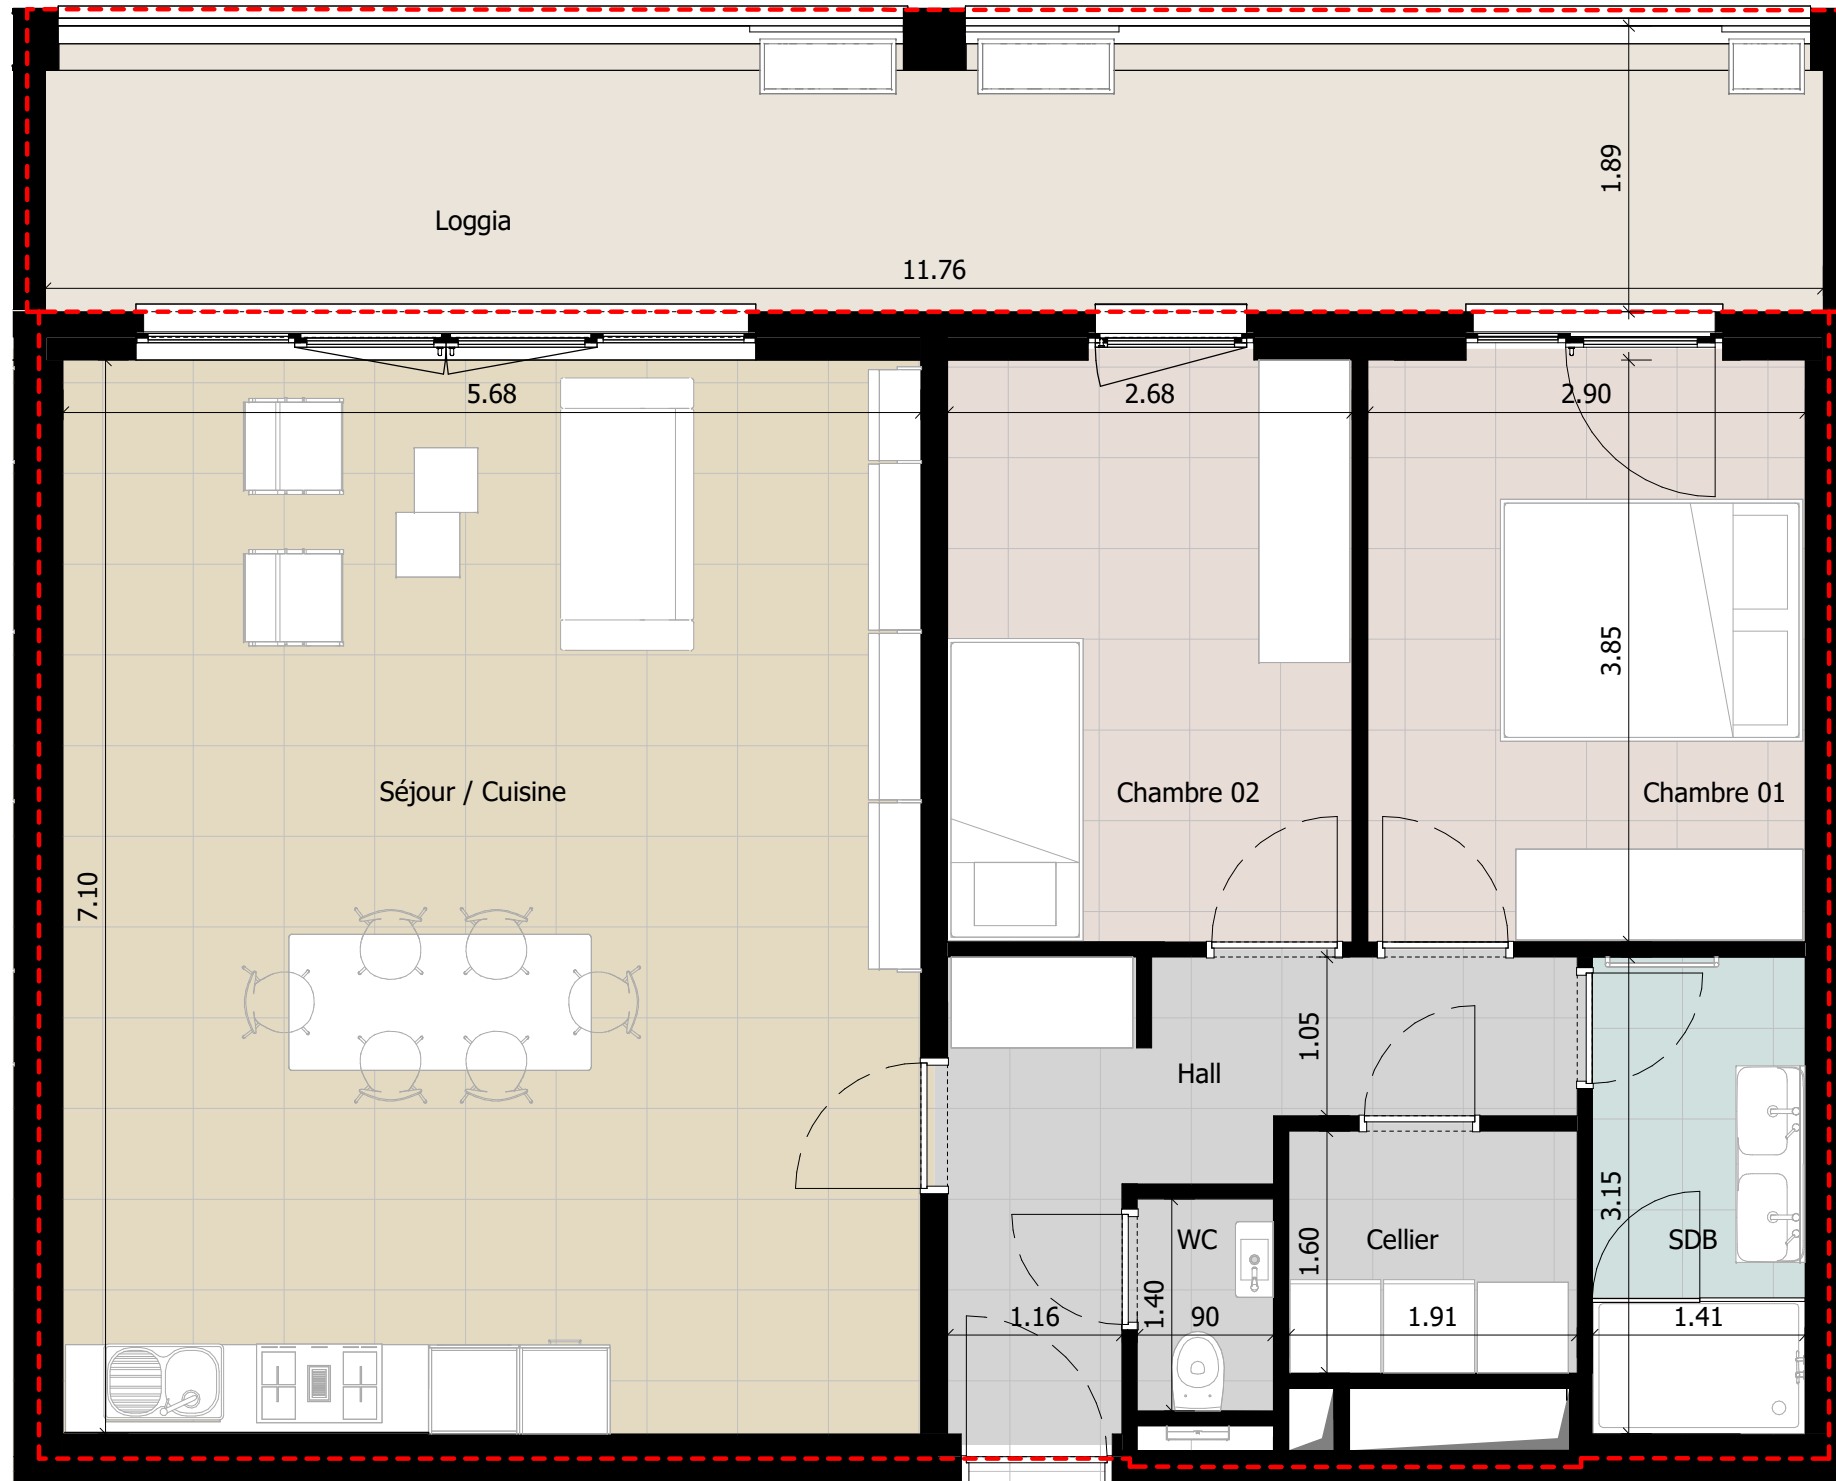 1.89
Loggia
11.76
5.68
2.68
2.90
3.85
Séjour / Cuisine
Chambre 02
Chambre 01
7.10
1.05
Hall
3.15
WC
Cellier
SDB
1.60
1.40
1.16
90
1.91
1.41